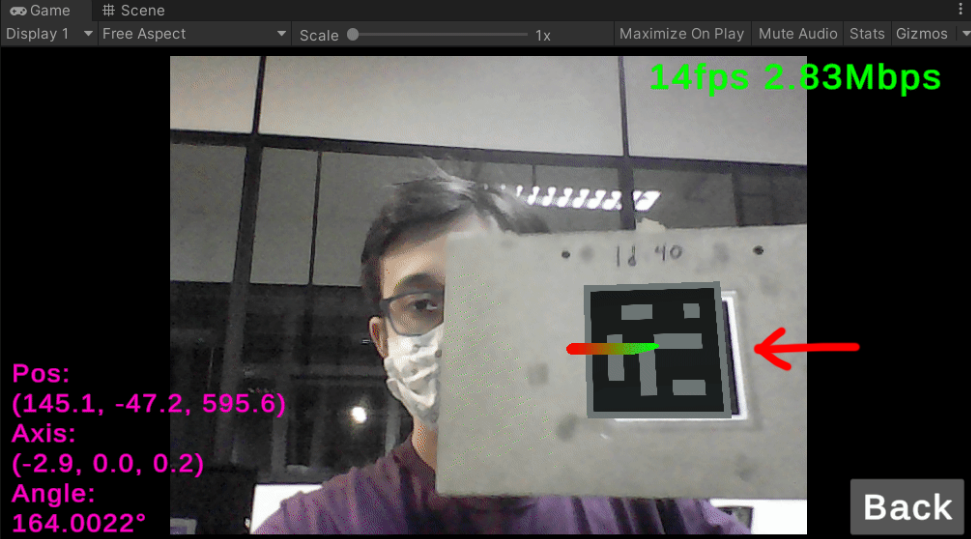 Game Scene
Display 1 Free Aspect Scale 1x Maximize On Play Mute Audio Stats Gizmos
14fps 2.83Mbps
1d 40
Pos:
(145.1, -47.2, 595.6)
Axis:
(-2.9, 0.0, 0.2)
Angle:
164.0022°
Back